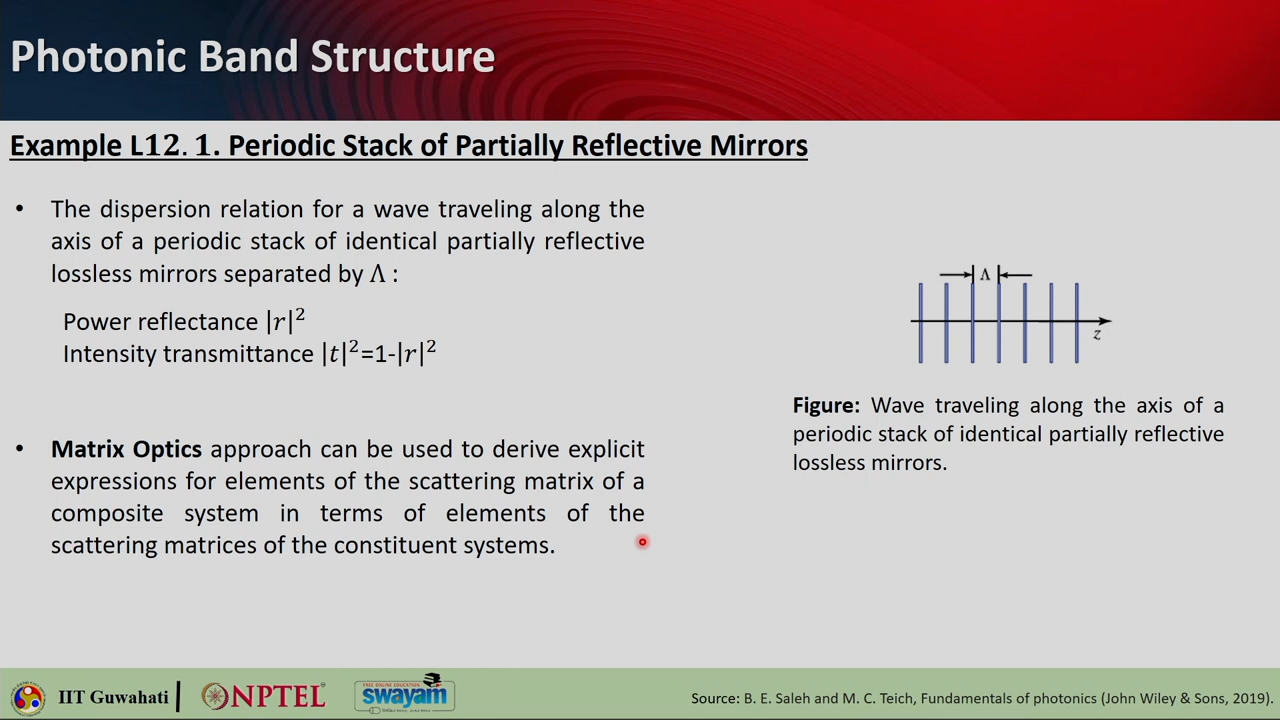 Photonic Band Structure
Example L12.1. Periodic Stack of Partially Reflective Mirrors
• The dispersion relation for a wave traveling along the
axis of a periodic stack of identical partially reflective
lossless mirrors separated by Λ :
Power reflectance |r|²
Intensity transmittance |t|²=1-|r|²
• Matrix Optics approach can be used to derive explicit
expressions for elements of the scattering matrix of a
composite system in terms of elements of the
scattering matrices of the constituent systems.
Λ
z
Figure: Wave traveling along the axis of a
periodic stack of identical partially reflective
lossless mirrors.
IIT Guwahati
NPTEL
FREE ONLINE EDUCATION
swayam
Source: B. E. Saleh and M. C. Teich, Fundamentals of photonics(John Wiley & Sons, 2019).